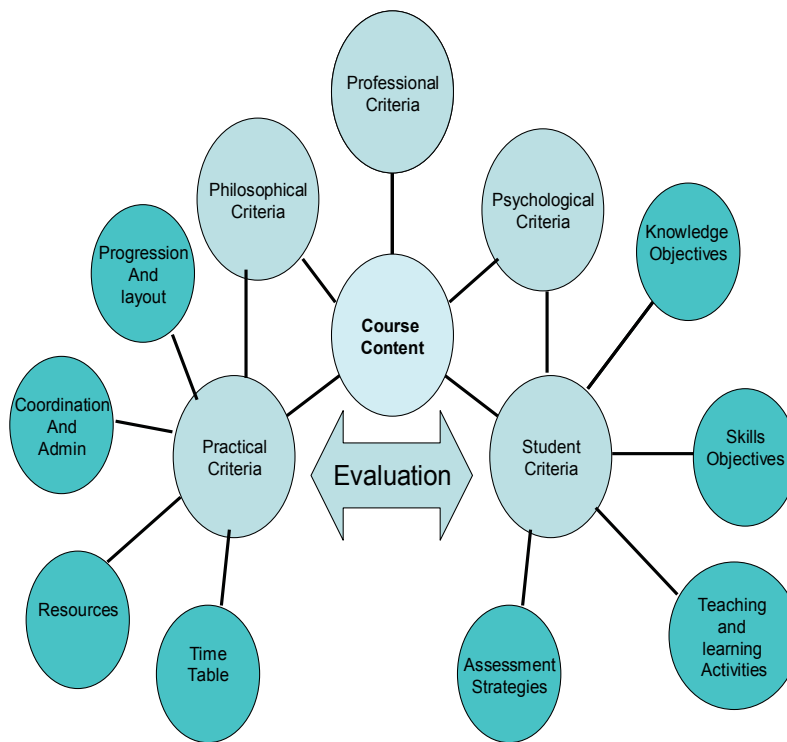 Professional
Criteria
Philosophical
Criteria
Psychological
Criteria
Progression
And
layout
Knowledge
Objectives
Course
Content
Coordination
And
Admin
Practical
Criteria
Evaluation
Student
Criteria
Skills
Objectives
Resources
Time
Table
Assessment
Strategies
Teaching
and
learning
Activities